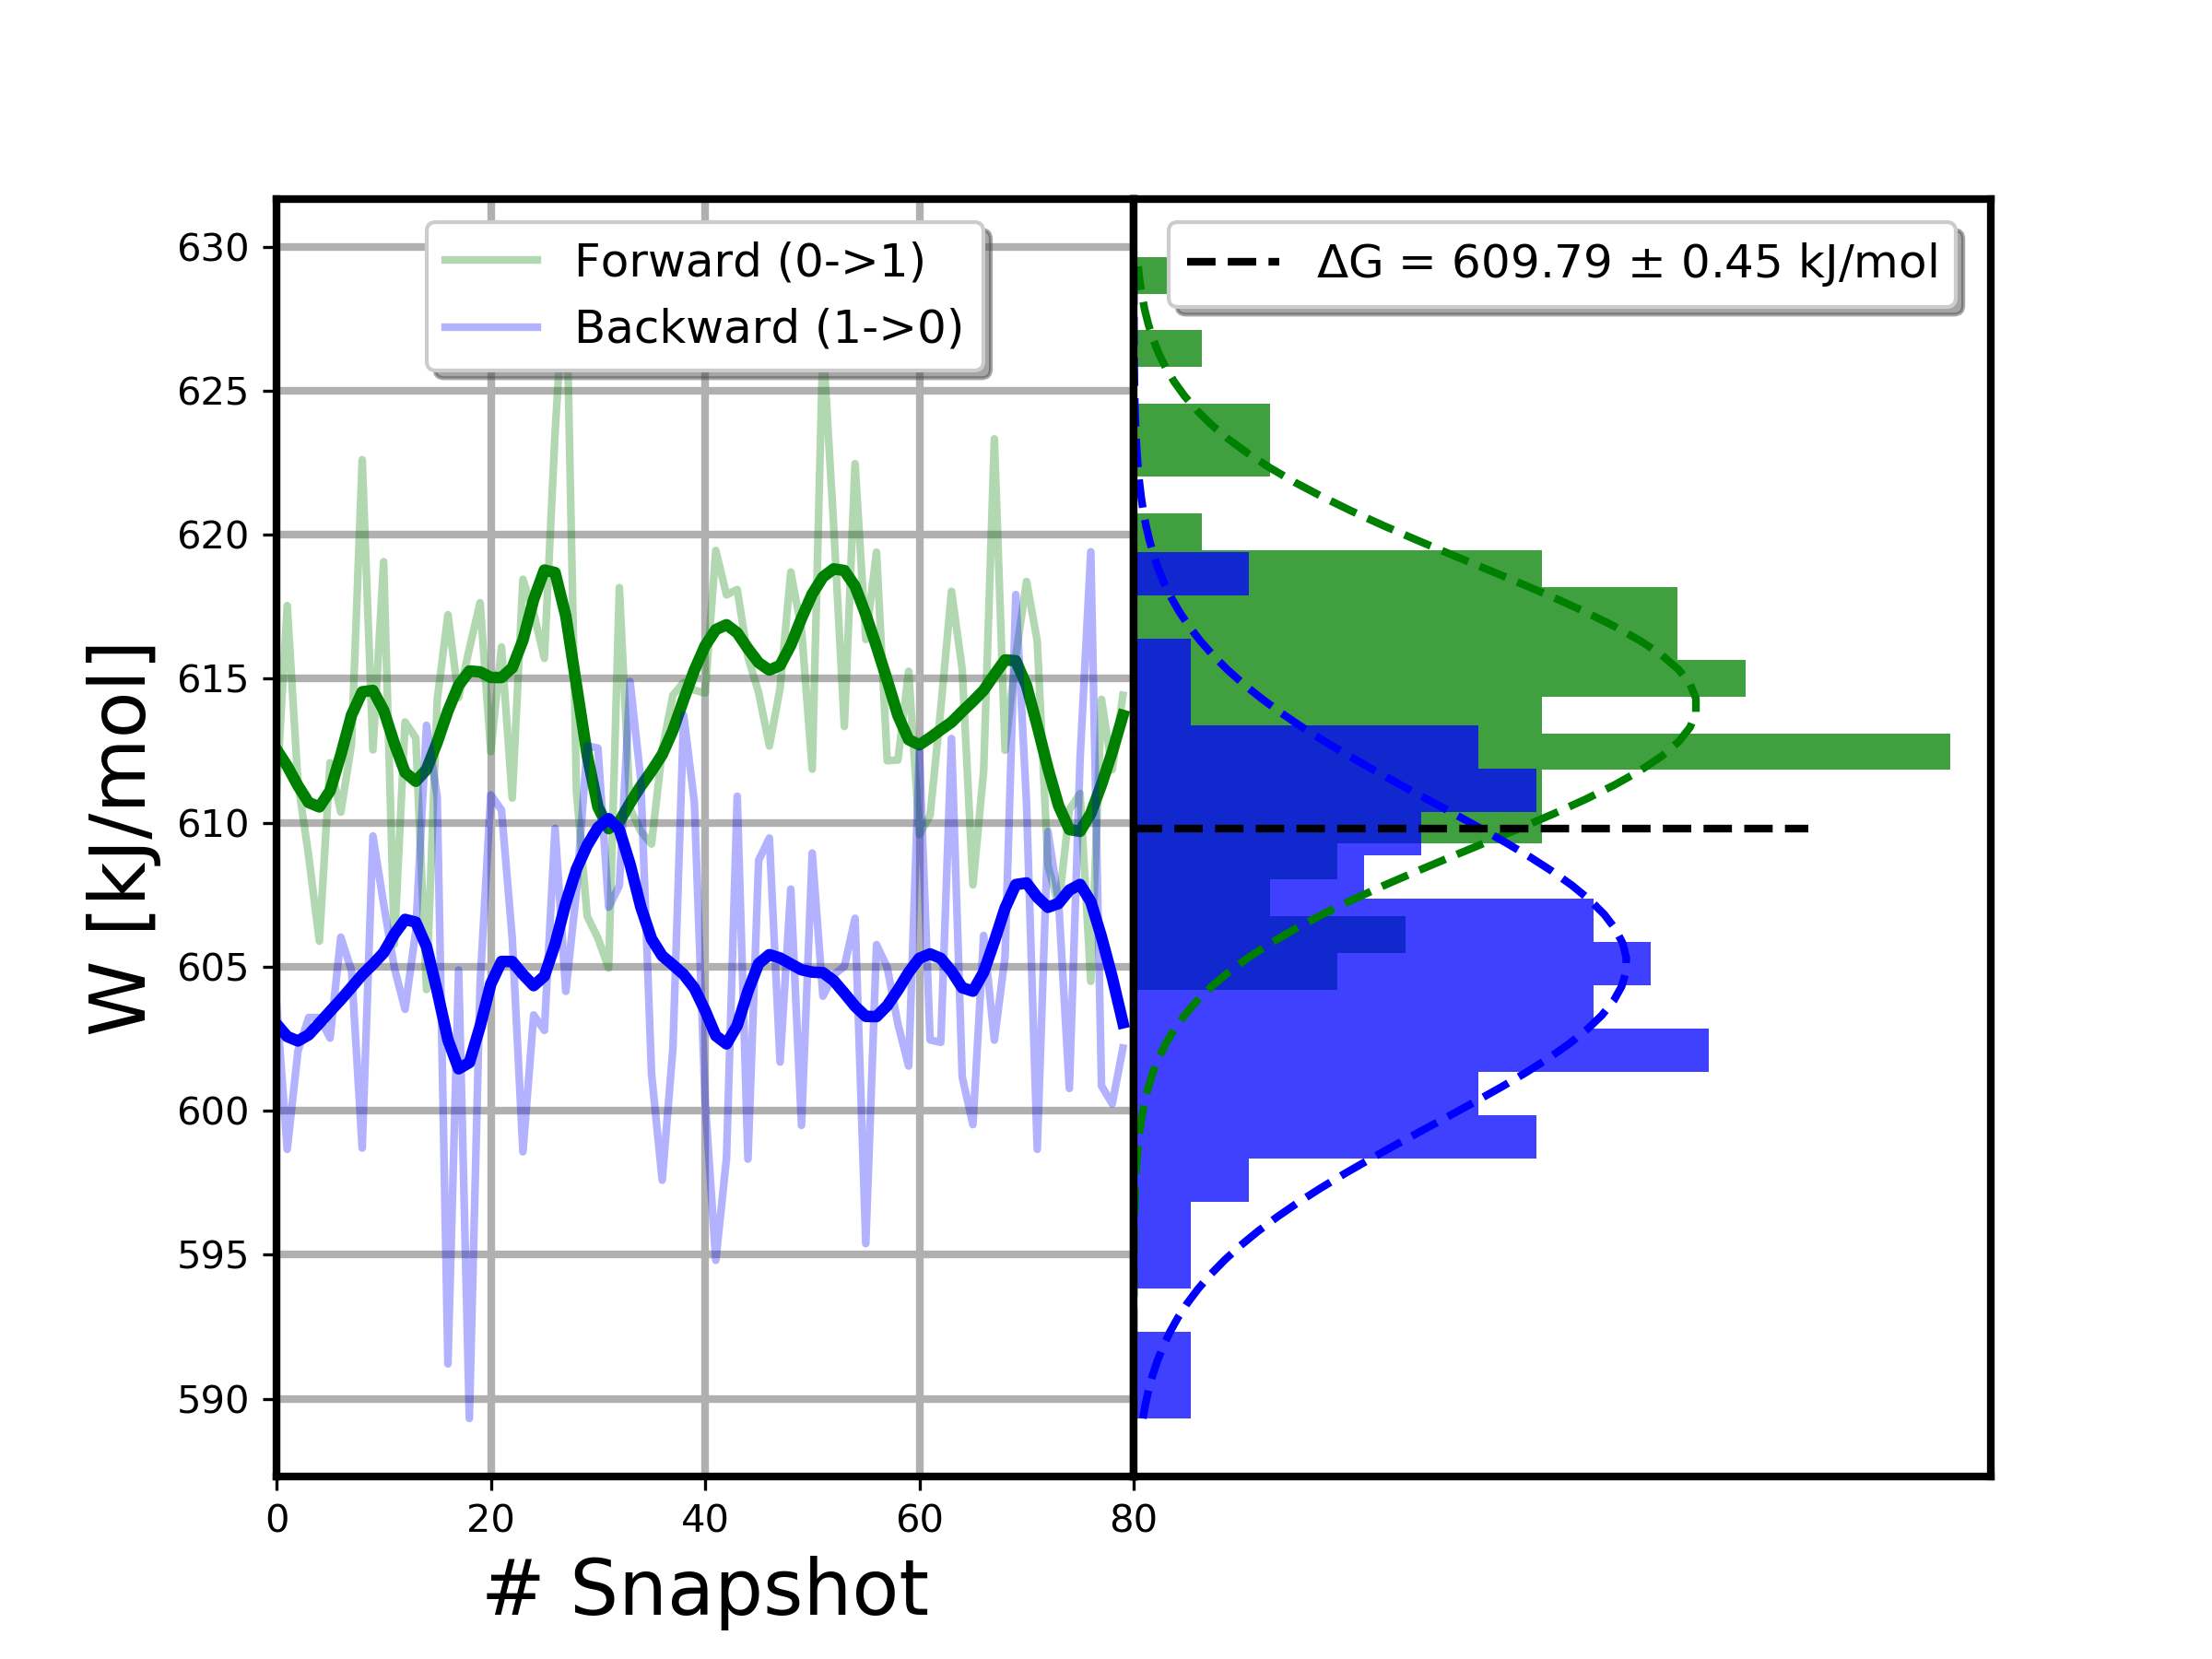 Forward (0->1)
Backward (1->0)
ΔG = 609.79 ± 0.45 kJ/mol
W [kJ/mol]
630
625
620
615
610
605
600
595
590
0 20 40 60 80
# Snapshot